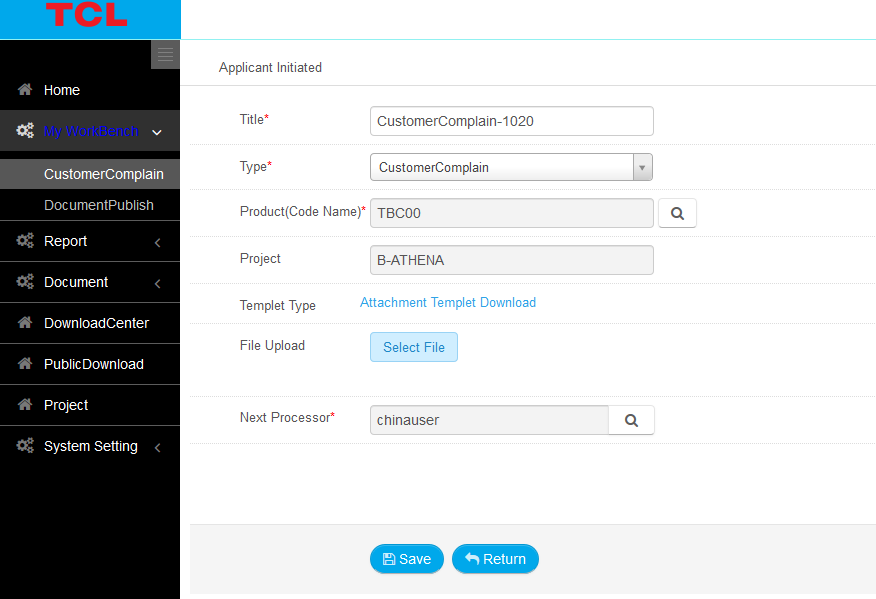 TCL
Home
My WorkBench
CustomerComplain
DocumentPublish
Report
Document
DownloadCenter
PublicDownload
Project
System Setting
Applicant Initiated
Title* CustomerComplain-1020
Type* CustomerComplain
Product(Code Name)* TBC00
Project B-ATHENA
Templet Type Attachment Templet Download
File Upload Select File
Next Processor* chinauser
Save Return